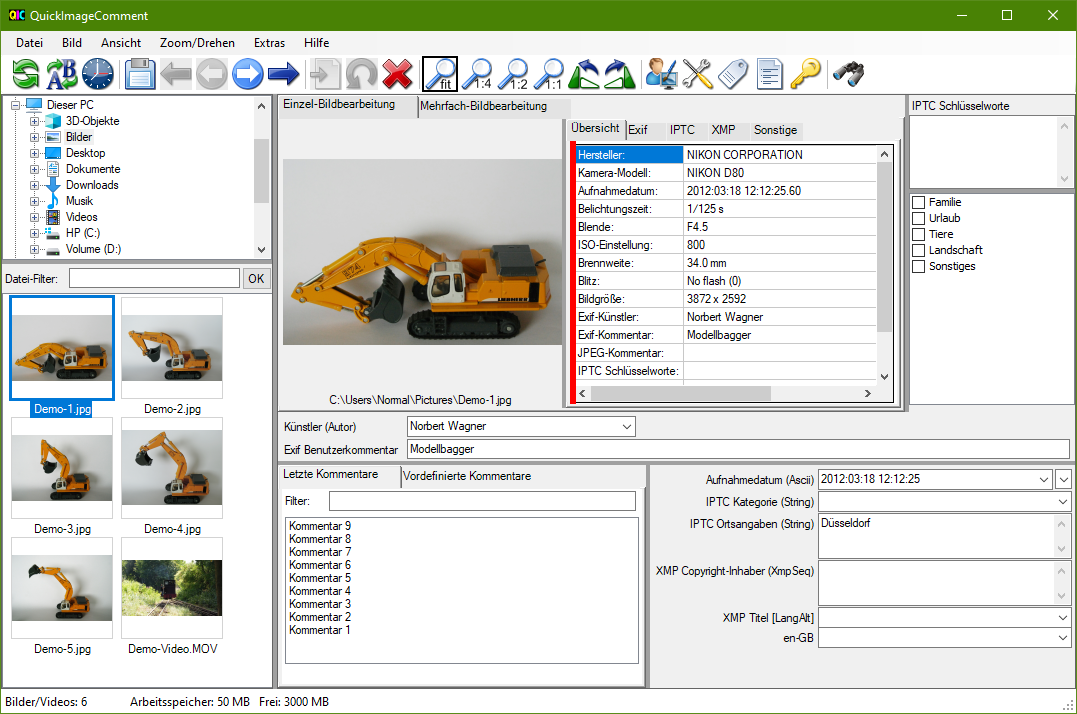 QuickImageComment
Datei Bild Ansicht Zoom/Drehen Extras Hilfe
fit 1:4 1:2 1:1
Dieser PC
3D-Objekte
Bilder
Desktop
Dokumente
Downloads
Musik
Videos
HP (C:)
Volume (D:)
Datei-Filter: OK
Demo-1.jpg Demo-2.jpg
Demo-3.jpg Demo-4.jpg
Demo-5.jpg Demo-Video.MOV
Einzel-Bildbearbeitung Mehrfach-Bildbearbeitung
LIEBHERR
C:\Users\Normal\Pictures\Demo-1.jpg
Übersicht Exif IPTC XMP Sonstige
Hersteller: NIKON CORPORATION
Kamera-Modell: NIKON D80
Aufnahmedatum: 2012:03:18 12:12:25.60
Belichtungszeit: 1/125 s
Blende: F4.5
ISO-Einstellung: 800
Brennweite: 34.0 mm
Blitz: No flash (0)
Bildgröße: 3872 x 2592
Exif-Künstler: Norbert Wagner
Exif-Kommentar: Modellbagger
JPEG-Kommentar:
IPTC Schlüsselworte:
IPTC Schlüsselworte
Familie
Urlaub
Tiere
Landschaft
Sonstiges
Künstler (Autor) Norbert Wagner
Exif Benutzerkommentar Modellbagger
Letzte Kommentare Vordefinierte Kommentare
Filter:
Kommentar 9
Kommentar 8
Kommentar 7
Kommentar 6
Kommentar 5
Kommentar 4
Kommentar 3
Kommentar 2
Kommentar 1
Aufnahmedatum (Ascii) 2012:03:18 12:12:25
IPTC Kategorie (String)
IPTC Ortsangaben (String) Düsseldorf
XMP Copyright-Inhaber (XmpSeq)
XMP Titel [LangAlt]
en-GB
Bilder/Videos: 6 Arbeitsspeicher: 50 MB Frei: 3000 MB